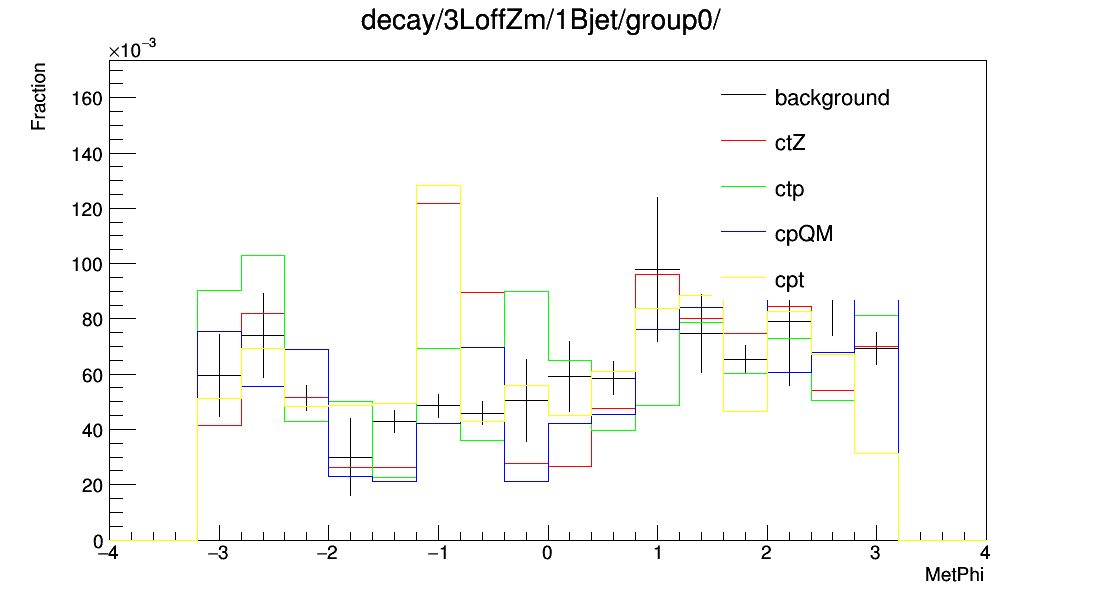 decay/3LoffZm/1Bjet/group0/
×10⁻³
Fraction
160
140
120
100
80
60
40
20
0
background
ctZ
ctp
cpQM
cpt
−4 −3 −2 −1 0 1 2 3 4
MetPhi